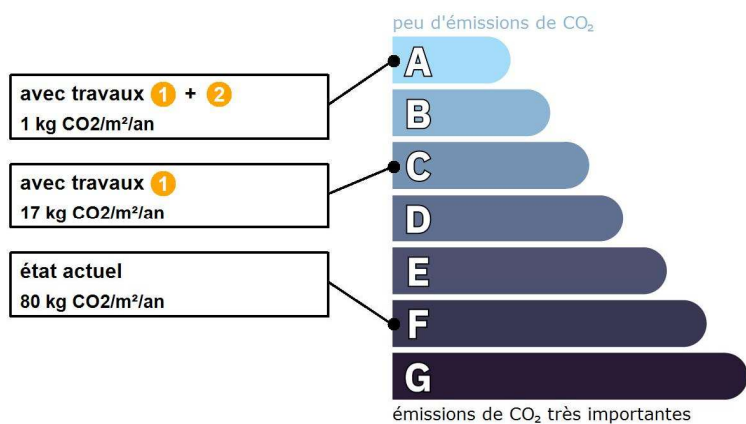 peu d'émissions de CO₂
A
avec travaux 1 + 2
1 kg CO2/m²/an
B
C
avec travaux 1
17 kg CO2/m²/an
D
E
état actuel
80 kg CO2/m²/an
F
G
émissions de CO₂ très importantes